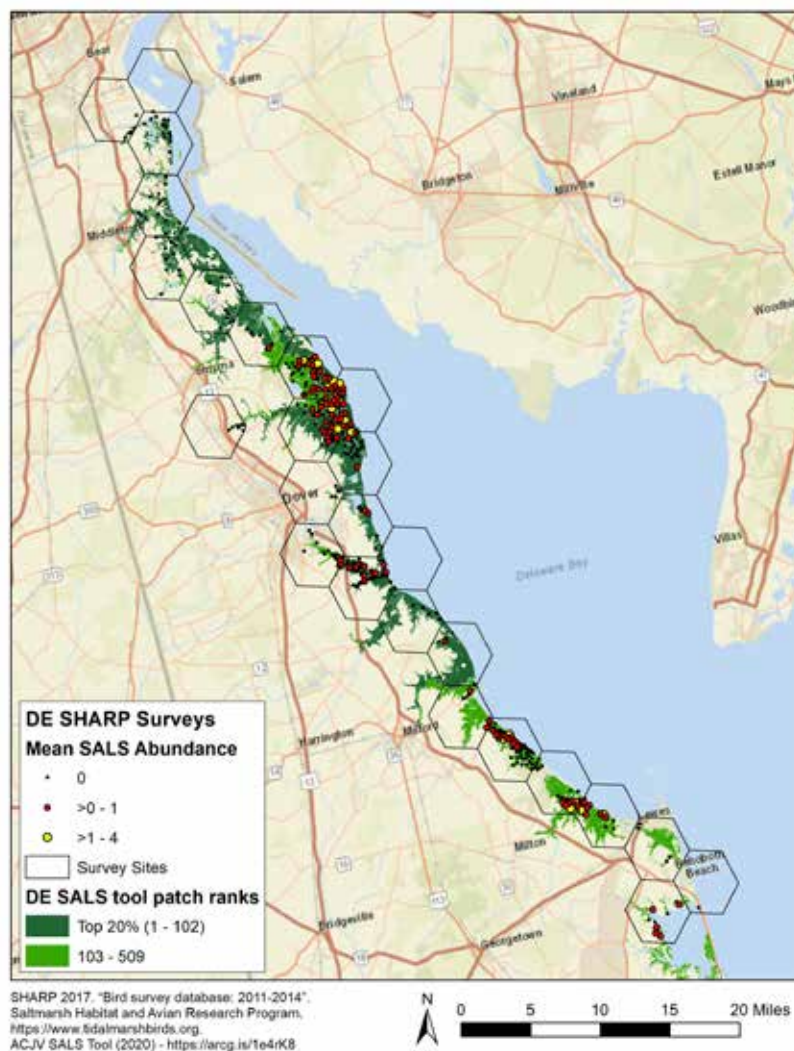 Bear
Salem
Vineland
Mays
Estell Manor
Bridgeton
Millville
Woodbi
Smyrna
Dover
Villas
Delaware Bay
Harrington
Milford
Lewes
Milton
Rehoboth
Beach
Bridgeville
Georgetown
DE SHARP Surveys
Mean SALS Abundance
0
>0 - 1
>1 - 4
Survey Sites
DE SALS tool patch ranks
Top 20% (1 - 102)
103 - 509
SHARP 2017. "Bird survey database: 2011-2014".
Saltmarsh Habitat and Avian Research Program,
https://www.tidalmarshbirds.org.
ACJV SALS Tool (2020) - https://arcg.is/1e4rK8
N
0 5 10 20 Miles